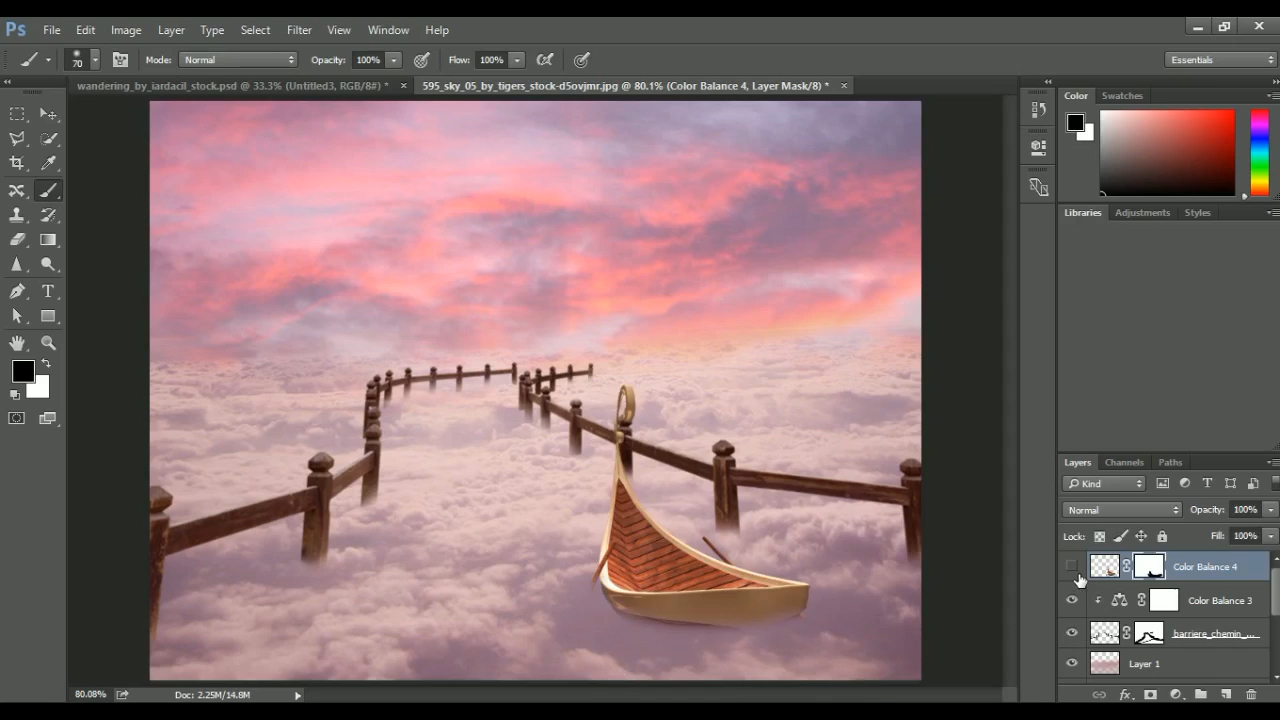 Ps File Edit Image Layer Type Select Filter View Window Help
70 Mode: Normal Opacity: 100% Flow: 100% Essentials
wandering_by_iardacil_stock.psd @ 33.3% (Untitled3, RGB/8#) * × 595_sky_05_by_tigers_stock-d5ovjmr.jpg @ 80.1% (Color Balance 4, Layer Mask/8) * ×
Color Swatches
Libraries Adjustments Styles
Layers Channels Paths
Kind
Normal Opacity: 100%
Lock: Fill: 100%
Color Balance 4
Color Balance 3
barriere_chemin_...
Layer 1
80.08% Doc: 2.25M/14.8M